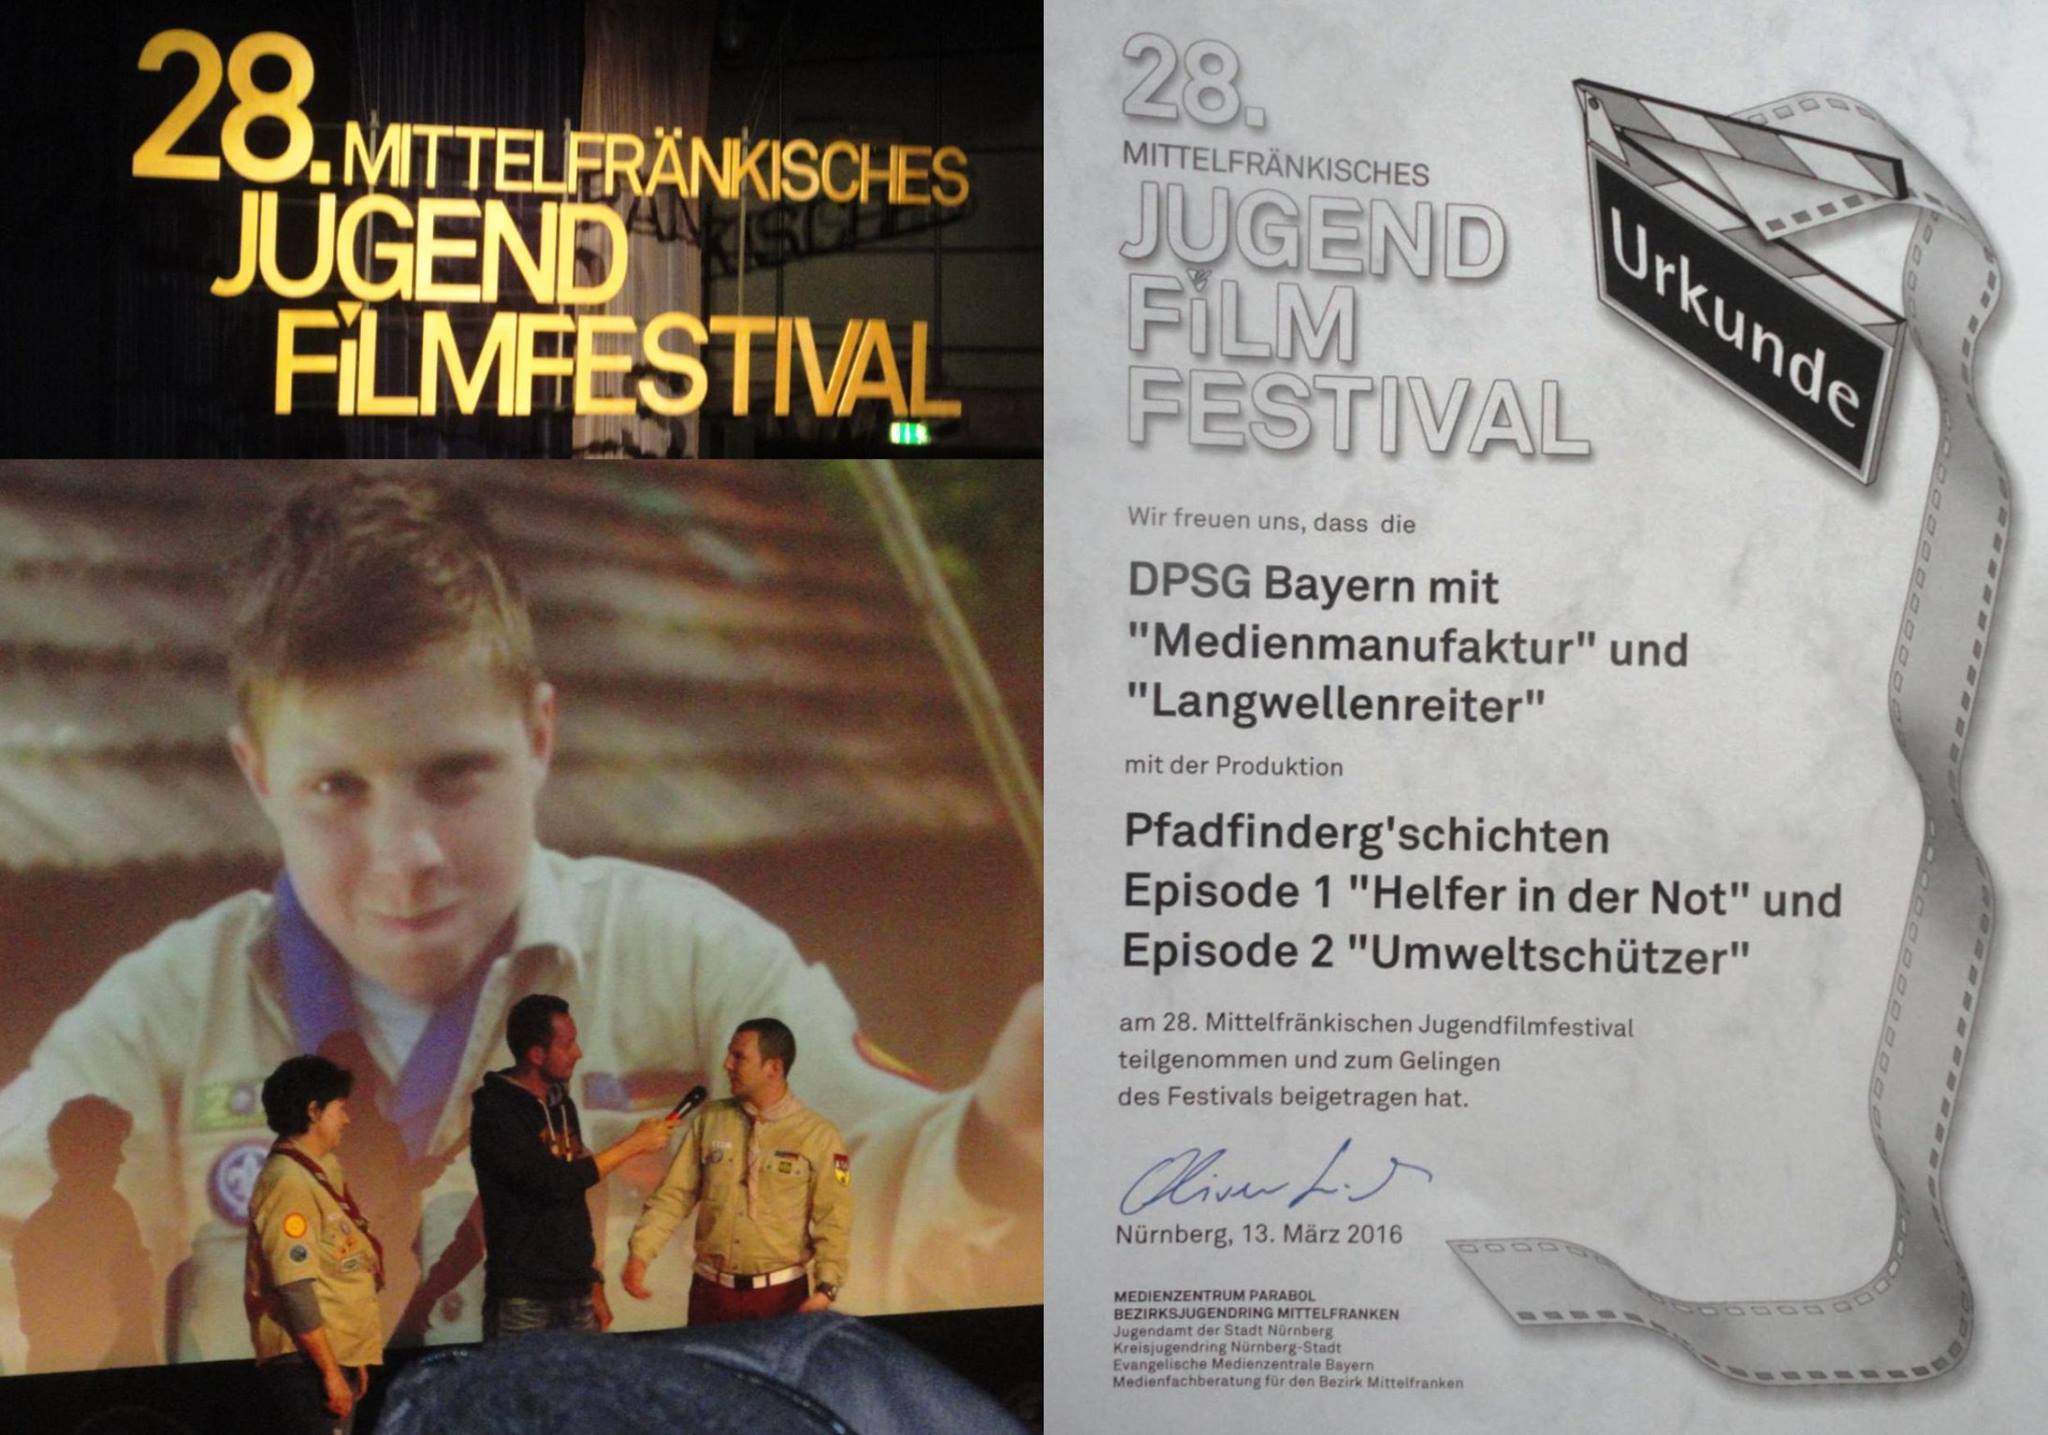 28. MITTELFRÄNKISCHES
JUGEND
FiLMFESTIVAL
28.
MITTELFRÄNKISCHES
JUGEND
FiLM
FESTIVAL
Urkunde
Wir freuen uns, dass die
DPSG Bayern mit
"Medienmanufaktur" und
"Langwellenreiter"
mit der Produktion
Pfadfinderg'schichten
Episode 1 "Helfer in der Not" und
Episode 2 "Umweltschützer"
am 28. Mittelfränkischen Jugendfilmfestival
teilgenommen und zum Gelingen
des Festivals beigetragen hat.
Nürnberg, 13. März 2016
MEDIENZENTRUM PARABOL
BEZIRKSJUGENDRING MITTELFRANKEN
Jugendamt der Stadt Nürnberg
Kreisjugendring Nürnberg-Stadt
Evangelische Medienzentrale Bayern
Medienfachberatung für den Bezirk Mittelfranken